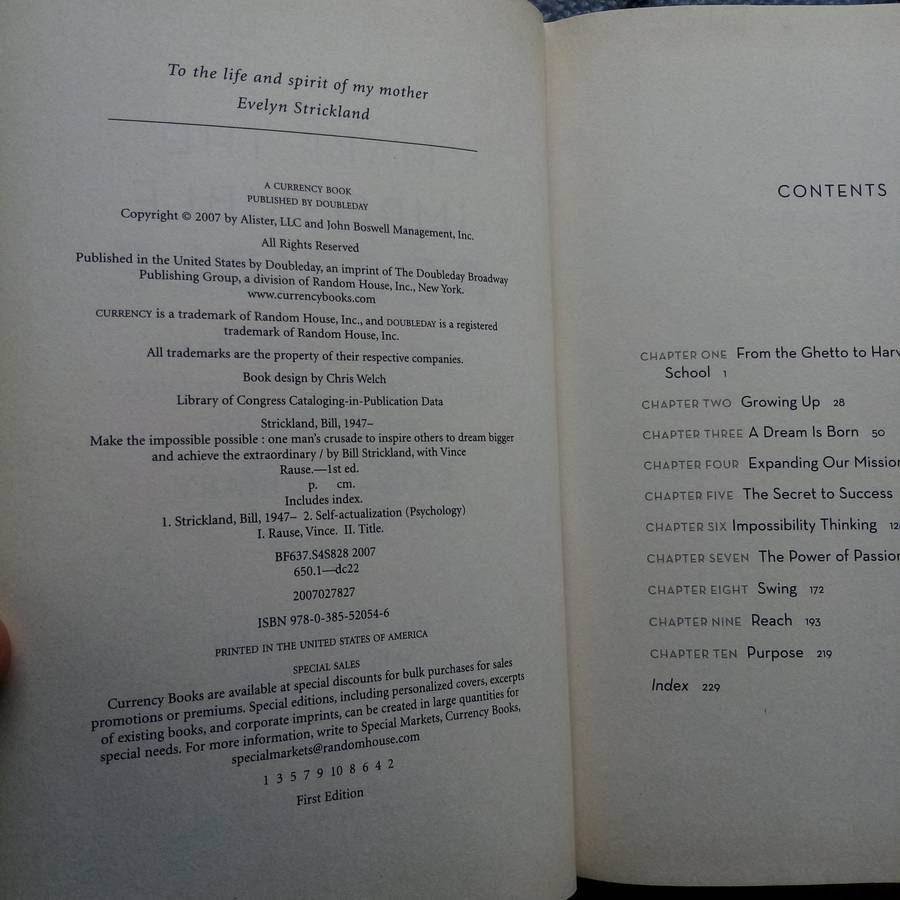 To the life and spirit of my mother
Evelyn Strickland
A CURRENCY BOOK
PUBLISHED BY DOUBLEDAY
Copyright © 2007 by Alister, LLC and John Boswell Management, Inc.
All Rights Reserved
Published in the United States by Doubleday, an imprint of The Doubleday Broadway
Publishing Group, a division of Random House, Inc., New York.
www.currencybooks.com
CURRENCY is a trademark of Random House, Inc., and DOUBLEDAY is a registered
trademark of Random House, Inc.
All trademarks are the property of their respective companies.
Book design by Chris Welch
Library of Congress Cataloging-in-Publication Data
Strickland, Bill, 1947–
Make the impossible possible : one man's crusade to inspire others to dream bigger
and achieve the extraordinary / by Bill Strickland, with Vince
Rause.—1st ed.
p. cm.
Includes index.
1. Strickland, Bill, 1947– 2. Self-actualization (Psychology)
I. Rause, Vince. II. Title.
BF637.S4S828 2007
650.1—dc22
2007027827
ISBN 978-0-385-52054-6
PRINTED IN THE UNITED STATES OF AMERICA
SPECIAL SALES
Currency Books are available at special discounts for bulk purchases for sales
promotions or premiums. Special editions, including personalized covers, excerpts
of existing books, and corporate imprints, can be created in large quantities for
special needs. For more information, write to Special Markets, Currency Books,
specialmarkets@randomhouse.com
1 3 5 7 9 10 8 6 4 2
First Edition
CONTENTS
CHAPTER ONE From the Ghetto to Harv
School 1
CHAPTER TWO Growing Up 28
CHAPTER THREE A Dream Is Born 50
CHAPTER FOUR Expanding Our Mission
CHAPTER FIVE The Secret to Success
CHAPTER SIX Impossibility Thinking
CHAPTER SEVEN The Power of Passion
CHAPTER EIGHT Swing 172
CHAPTER NINE Reach 193
CHAPTER TEN Purpose 219
Index 229